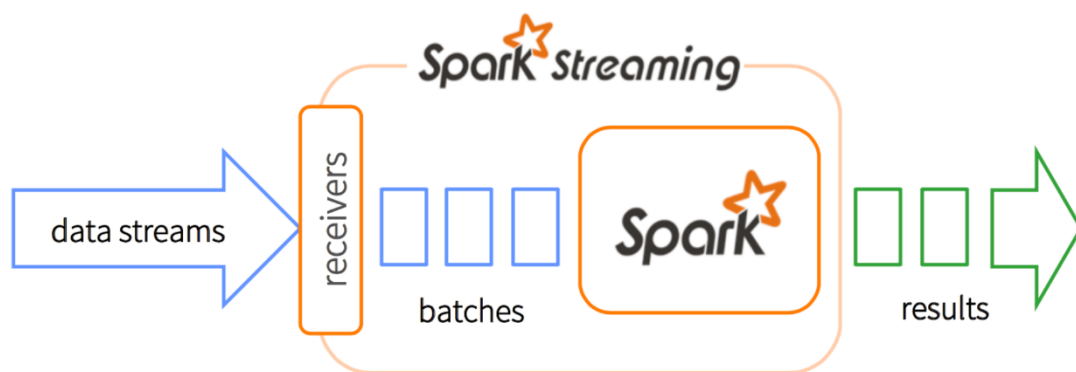 Spark Streaming
data streams
receivers
batches
Spark
results